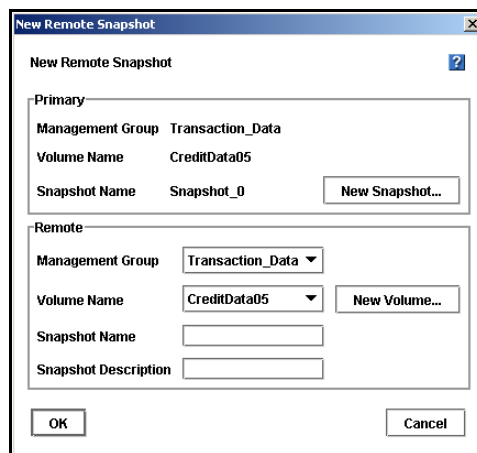 New Remote Snapshot
New Remote Snapshot
?
Primary
Management Group Transaction_Data
Volume Name CreditData05
Snapshot Name Snapshot_0 New Snapshot...
Remote
Management Group Transaction_Data
Volume Name CreditData05 New Volume...
Snapshot Name
Snapshot Description
OK Cancel